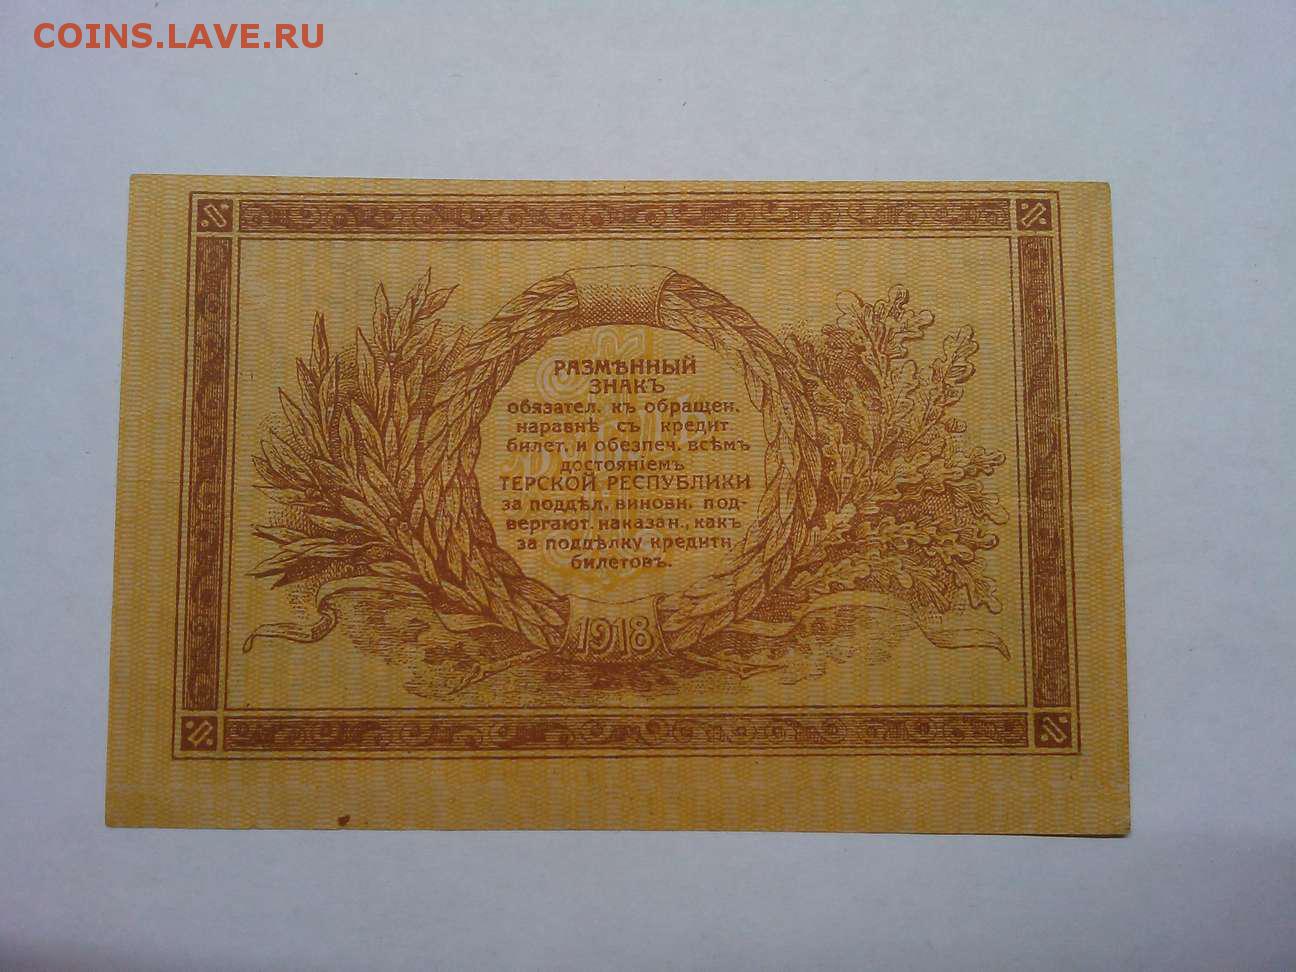 COINS.LAVE.RU
РАЗМѢННЫЙ
ЗНАКЪ
обязател. къ обращен.
наравнѣ съ кредит.
билет. и обезпеч. всѣмъ
достояніемъ
ТЕРСКОЙ РЕСПУБЛИКИ
за поддѣл. виновн. под-
вергают. наказан., какъ
за поддѣлку кредитн.
билетовъ.
1918